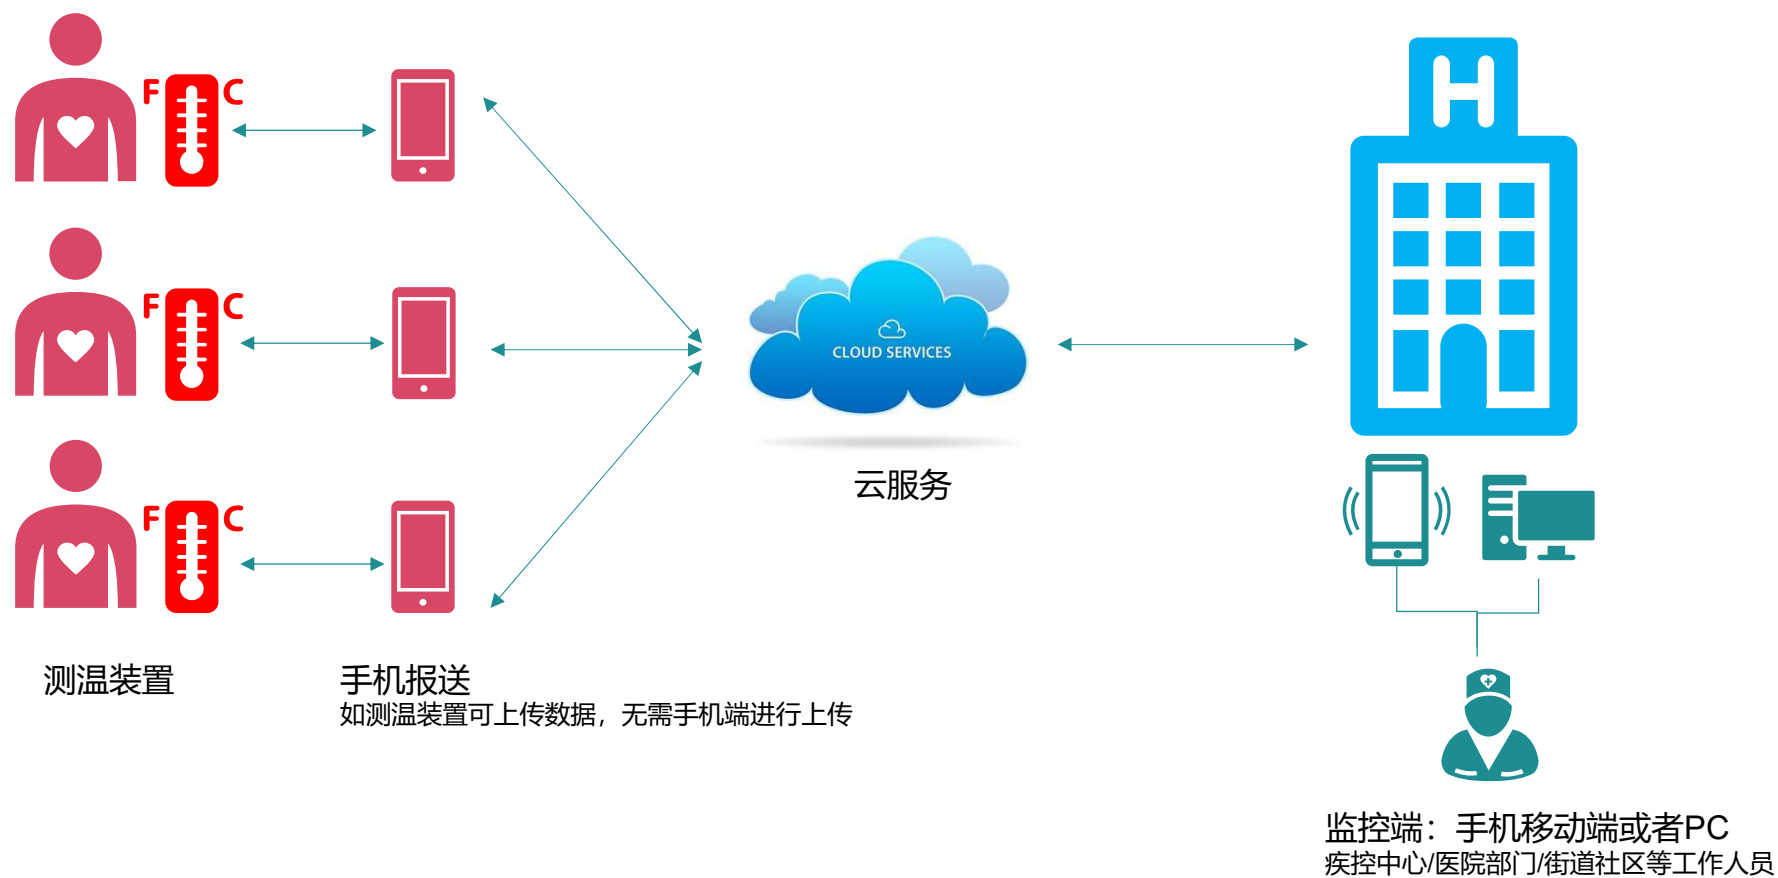 F C
F C
F C
H
CLOUD SERVICES
云服务
测温装置
手机报送
如测温装置可上传数据，无需手机端进行上传
监控端：手机移动端或者PC
疾控中心/医院部门/街道社区等工作人员